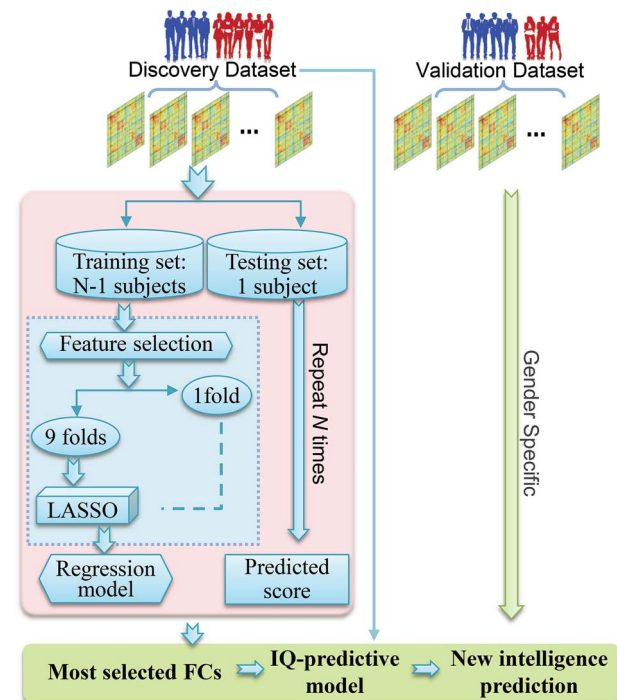 Discovery Dataset
Validation Dataset
...
...
Training set:
N-1 subjects
Testing set:
1 subject
Feature selection
1fold
9 folds
LASSO
Regression
model
Repeat N times
Predicted
score
Gender Specific
Most selected FCs
IQ-predictive
model
New intelligence
prediction